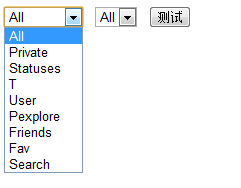 All All 测试
All
Private
Statuses
T
User
Pexplore
Friends
Fav
Search